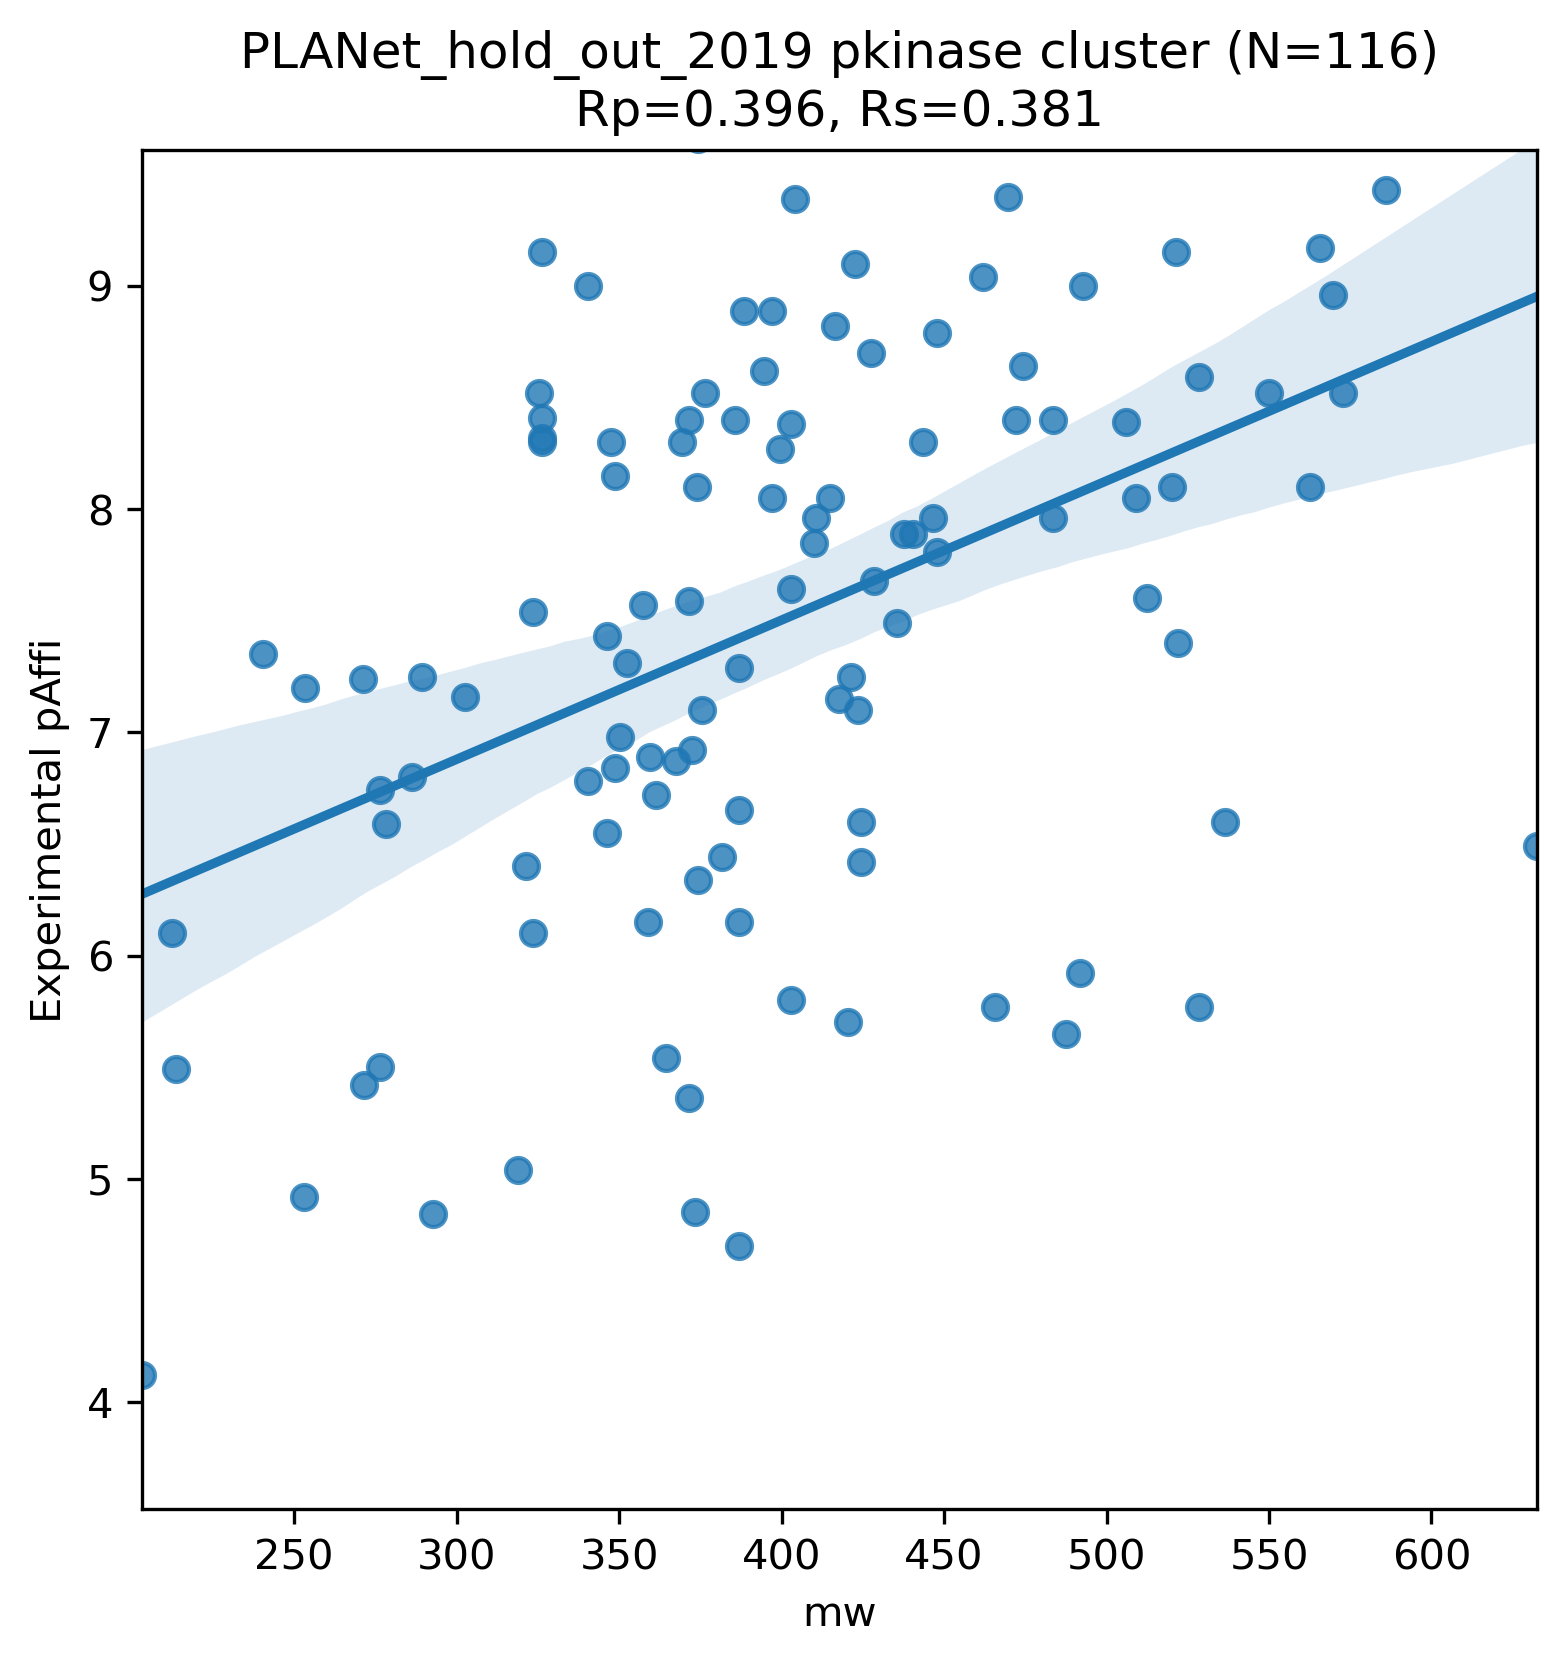 PLANet_hold_out_2019 pkinase cluster (N=116)
Rp=0.396, Rs=0.381
Experimental pAffi
9
8
7
6
5
4
250 300 350 400 450 500 550 600
mw